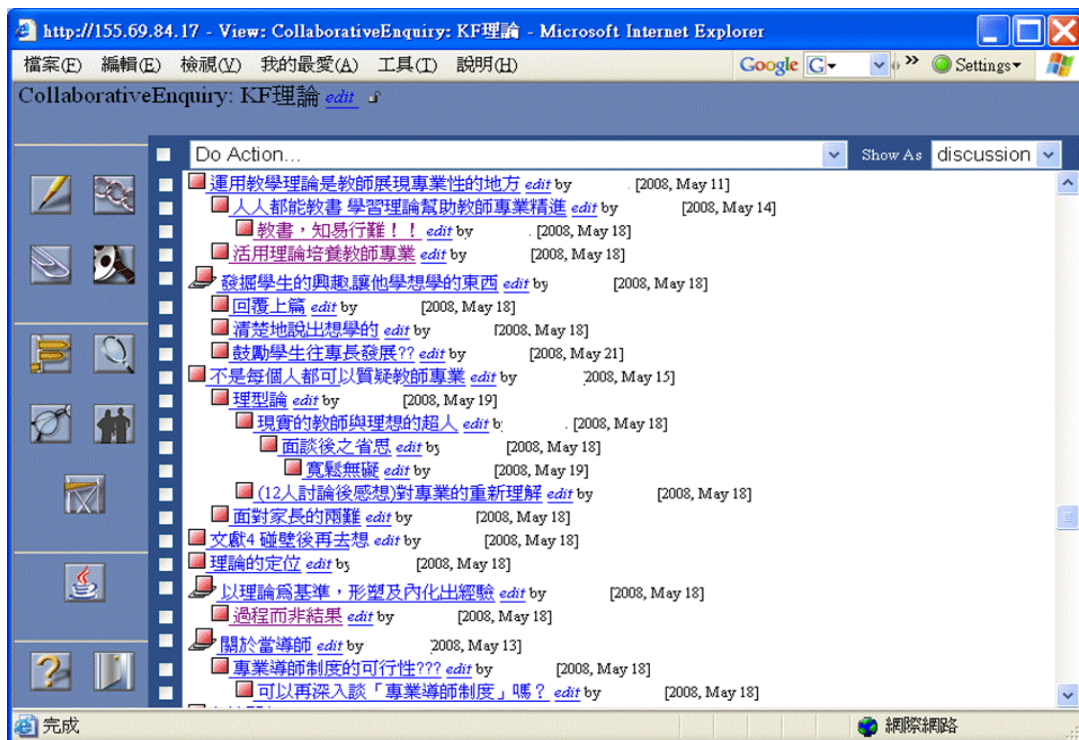 http://155.69.84.17 - View: CollaborativeEnquiry: KF理論 - Microsoft Internet Explorer
檔案(F) 編輯(E) 檢視(V) 我的最愛(A) 工具(T) 說明(H) Google G Settings
CollaborativeEnquiry: KF理論 edit
Do Action... Show As discussion
運用教學理論是教師展現專業性的地方 edit by . [2008, May 11]
人人都能教書 學習理論幫助教師專業精進 edit by [2008, May 14]
教書，知易行難！！ edit by . [2008, May 18]
活用理論培養教師專業 edit by [2008, May 18]
發掘學生的興趣,讓他學想學的東西 edit by [2008, May 18]
回覆上篇 edit by [2008, May 18]
清楚地說出想學的 edit by [2008, May 18]
鼓勵學生往專長發展?? edit by [2008, May 21]
不是每個人都可以質疑教師專業 edit by 2008, May 15]
理型論 edit by [2008, May 19]
現實的教師與理想的超人 edit b . [2008, May 18]
面談後之省思 edit by [2008, May 18]
寬鬆無礙 edit by [2008, May 19]
(12人討論後感想)對專業的重新理解 edit by [2008, May 18]
面對家長的兩難 edit by [2008, May 18]
文獻4 碰壁後再去想 edit by [2008, May 18]
理論的定位 edit by [2008, May 18]
以理論為基準，形塑及內化出經驗 edit by [2008, May 18]
過程而非結果 edit by [2008, May 18]
關於當導師 edit by 2008, May 13]
專業導師制度的可行性??? edit by [2008, May 18]
可以再深入談「專業導師制度」嗎？ edit by [2008, May 18]
完成 網際網路